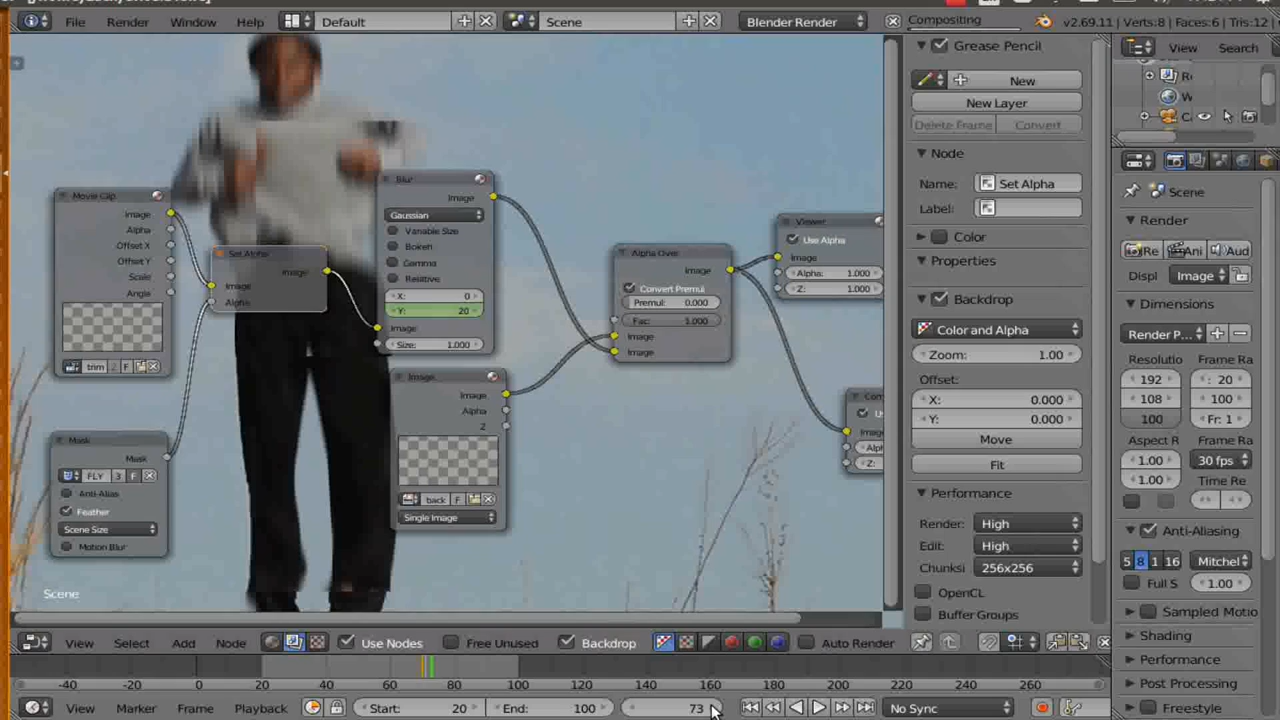 File Render Window Help Default Scene Blender Render Compositing v2.69.11 | Verts:8 | Faces:6 | Tris:12
View Search
Grease Pencil
New
New Layer
Delete Frame Convert
Node
Name: Set Alpha
Label:
Color
Properties
Backdrop
Color and Alpha
Zoom: 1.00
Offset:
X: 0.000
Y: 0.000
Move
Fit
Performance
Render: High
Edit: High
Chunksi 256x256
OpenCL
Buffer Groups
Scene
Render
Re Ani Aud
Displ Image
Dimensions
Render P...
Resolutio Frame Ra
192 : 20
108 100
100 Fr: 1
Aspect R Frame Ra
1.00 30 fps
1.00 Time Re
Anti-Aliasing
5 8 1 16 Mitchel
Full S 1.00
Sampled Motio
Shading
Performance
Post Processing
Freestyle
Movie Clip
Image
Alpha
Offset X
Offset Y
Scale
Angle
trim 2 F
Mask
Mask
FLY 3 F
Anti-Alias
Feather
Scene Size
Motion Blur
Set Alpha
Image
Image
Alpha
Blur
Image
Gaussian
Variable Size
Bokeh
Gamma
Relative
X: 0
Y: 20
Image
Size: 1.000
Image
Image
Alpha
Z
back F
Single Image
Alpha Over
Image
Convert Premul
Premul: 0.000
Fac: 1.000
Image
Image
Viewer
Use Alpha
Image
Alpha: 1.000
Z: 1.000
Scene
View Select Add Node Use Nodes Free Unused Backdrop Auto Render
-40 -20 0 20 40 60 80 100 120 140 160 180 200 220 240 260
View Marker Frame Playback Start: 20 End: 100 73 No Sync